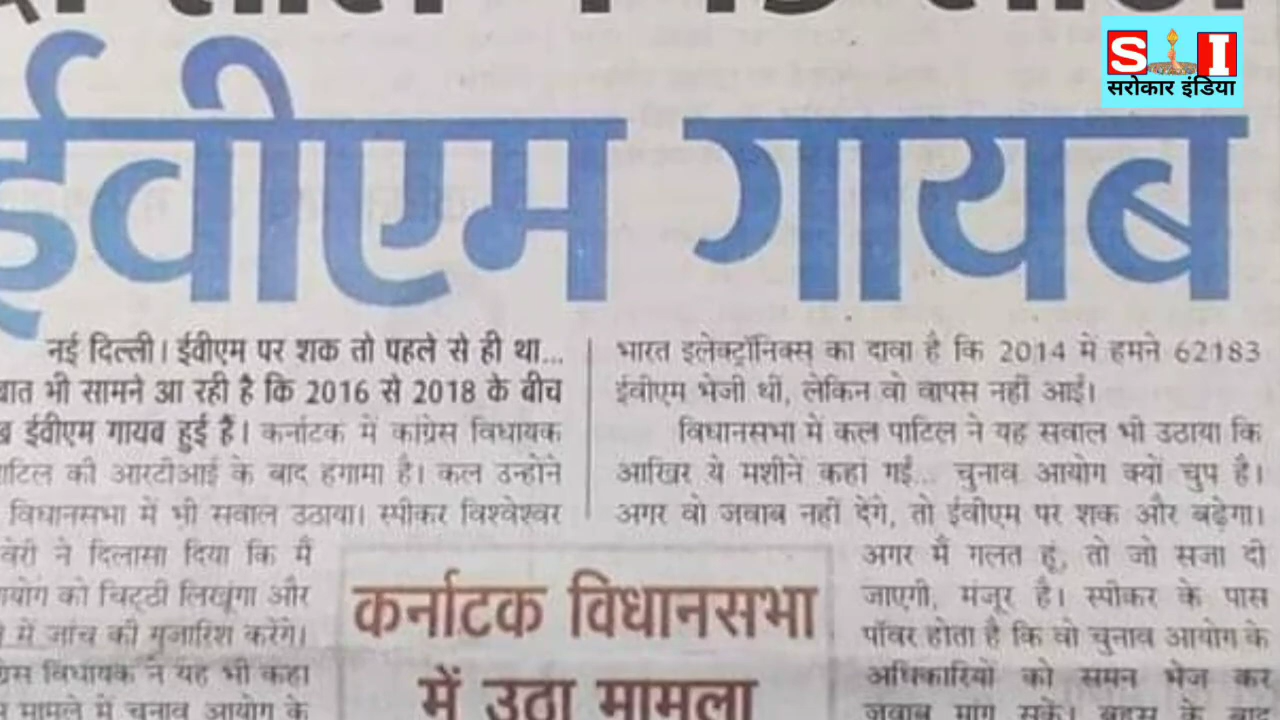 S I
सरोकार इंडिया
ईवीएम गायब
नई दिल्ली। ईवीएम पर शक तो पहले से ही था...
बात भी सामने आ रही है कि 2016 से 2018 के बीच
ईवीएम गायब हुई हैं। कर्नाटक में कांग्रेस विधायक
पाटिल की आरटीआई के बाद हंगामा है। कल उन्होंने
विधानसभा में भी सवाल उठाया। स्पीकर विश्वेश्वर
ने दिलासा दिया कि मैं
को चिट्ठी लिखूंगा और
में जांच की गुजारिश करेंगे।
विधायक ने यह भी कहा
मामले में चुनाव आयोग के
भारत इलेक्ट्रॉनिक्स का दावा है कि 2014 में हमने 62183
ईवीएम भेजी थीं, लेकिन वो वापस नहीं आईं।
विधानसभा में कल पाटिल ने यह सवाल भी उठाया कि
आखिर ये मशीनें कहां गईं... चुनाव आयोग क्यों चुप है।
अगर वो जवाब नहीं देंगे, तो ईवीएम पर शक और बढ़ेगा।
अगर मैं गलत हूं, तो जो सजा दी
जाएगी, मंजूर है। स्पीकर के पास
पॉवर होता है कि वो चुनाव आयोग के
अधिकारियों को समन भेज कर
जवाब मांग सकें। बहस के बाद
कर्नाटक विधानसभा
में उठा मामला